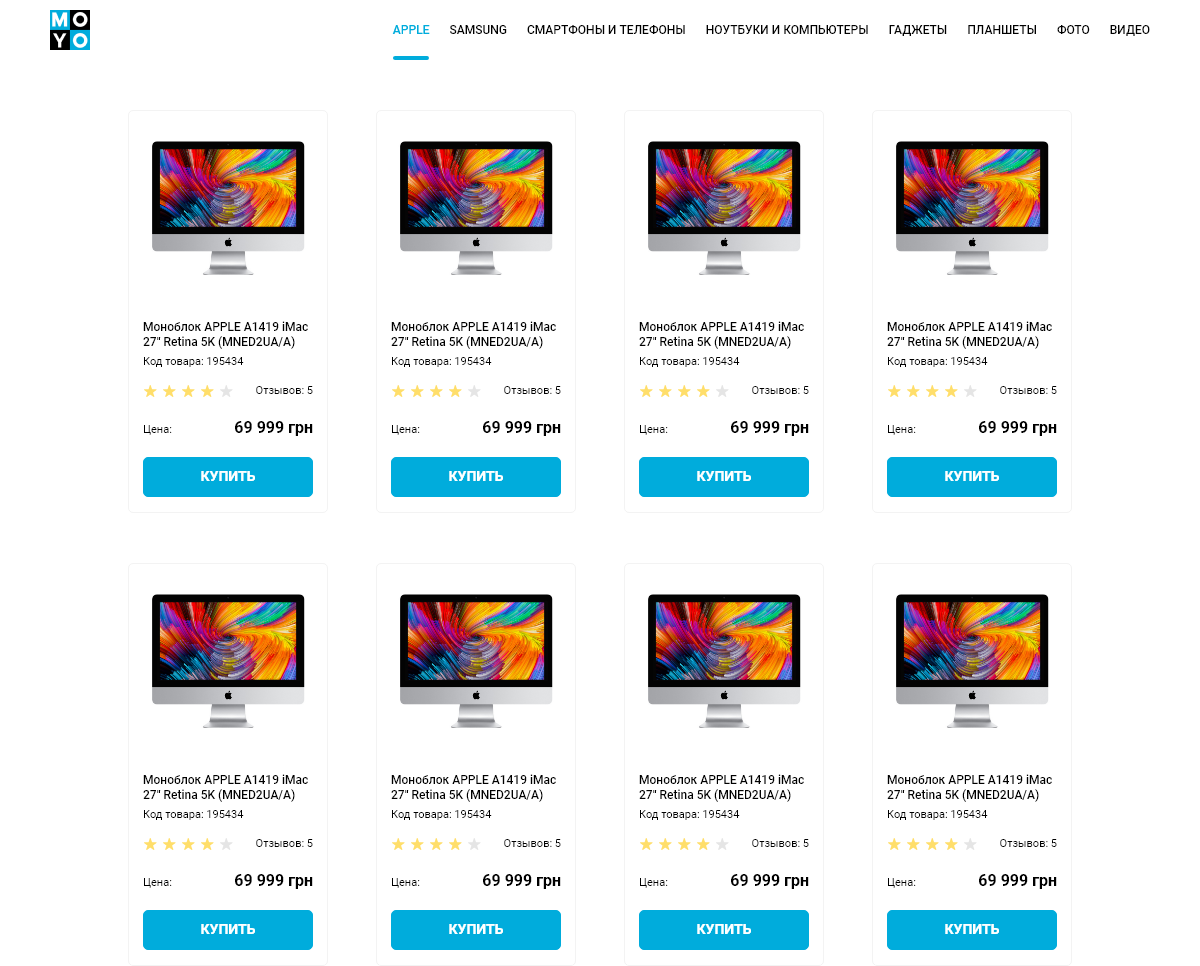 MO
YO
APPLE SAMSUNG СМАРТФОНЫ И ТЕЛЕФОНЫ НОУТБУКИ И КОМПЬЮТЕРЫ ГАДЖЕТЫ ПЛАНШЕТЫ ФОТО ВИДЕО
Моноблок APPLE A1419 iMac
27" Retina 5K (MNED2UA/A)
Код товара: 195434
Отзывов: 5
Цена: 69 999 грн
КУПИТЬ
Моноблок APPLE A1419 iMac
27" Retina 5K (MNED2UA/A)
Код товара: 195434
Отзывов: 5
Цена: 69 999 грн
КУПИТЬ
Моноблок APPLE A1419 iMac
27" Retina 5K (MNED2UA/A)
Код товара: 195434
Отзывов: 5
Цена: 69 999 грн
КУПИТЬ
Моноблок APPLE A1419 iMac
27" Retina 5K (MNED2UA/A)
Код товара: 195434
Отзывов: 5
Цена: 69 999 грн
КУПИТЬ
Моноблок APPLE A1419 iMac
27" Retina 5K (MNED2UA/A)
Код товара: 195434
Отзывов: 5
Цена: 69 999 грн
КУПИТЬ
Моноблок APPLE A1419 iMac
27" Retina 5K (MNED2UA/A)
Код товара: 195434
Отзывов: 5
Цена: 69 999 грн
КУПИТЬ
Моноблок APPLE A1419 iMac
27" Retina 5K (MNED2UA/A)
Код товара: 195434
Отзывов: 5
Цена: 69 999 грн
КУПИТЬ
Моноблок APPLE A1419 iMac
27" Retina 5K (MNED2UA/A)
Код товара: 195434
Отзывов: 5
Цена: 69 999 грн
КУПИТЬ